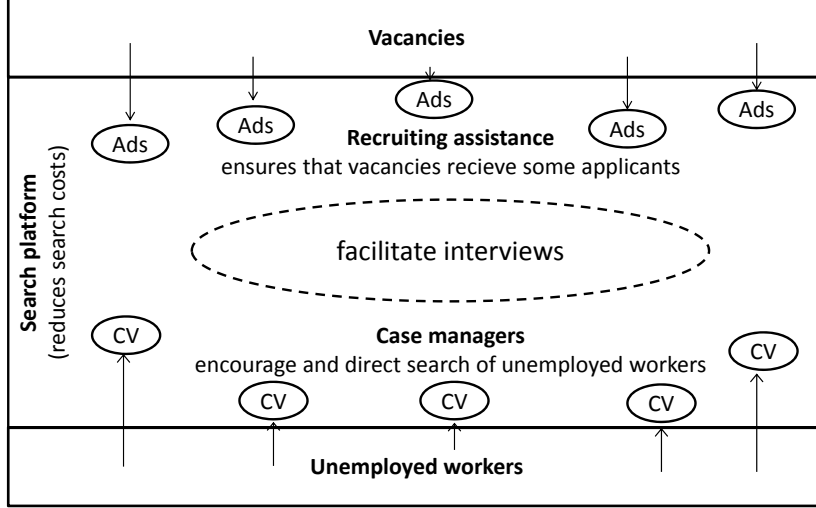 Vacancies
Ads
Ads
Ads
Ads
Ads
Recruiting assistance
ensures that vacancies recieve some applicants
Search platform
(reduces search costs)
facilitate interviews
CV
Case managers
CV
encourage and direct search of unemployed workers
CV
CV
CV
Unemployed workers